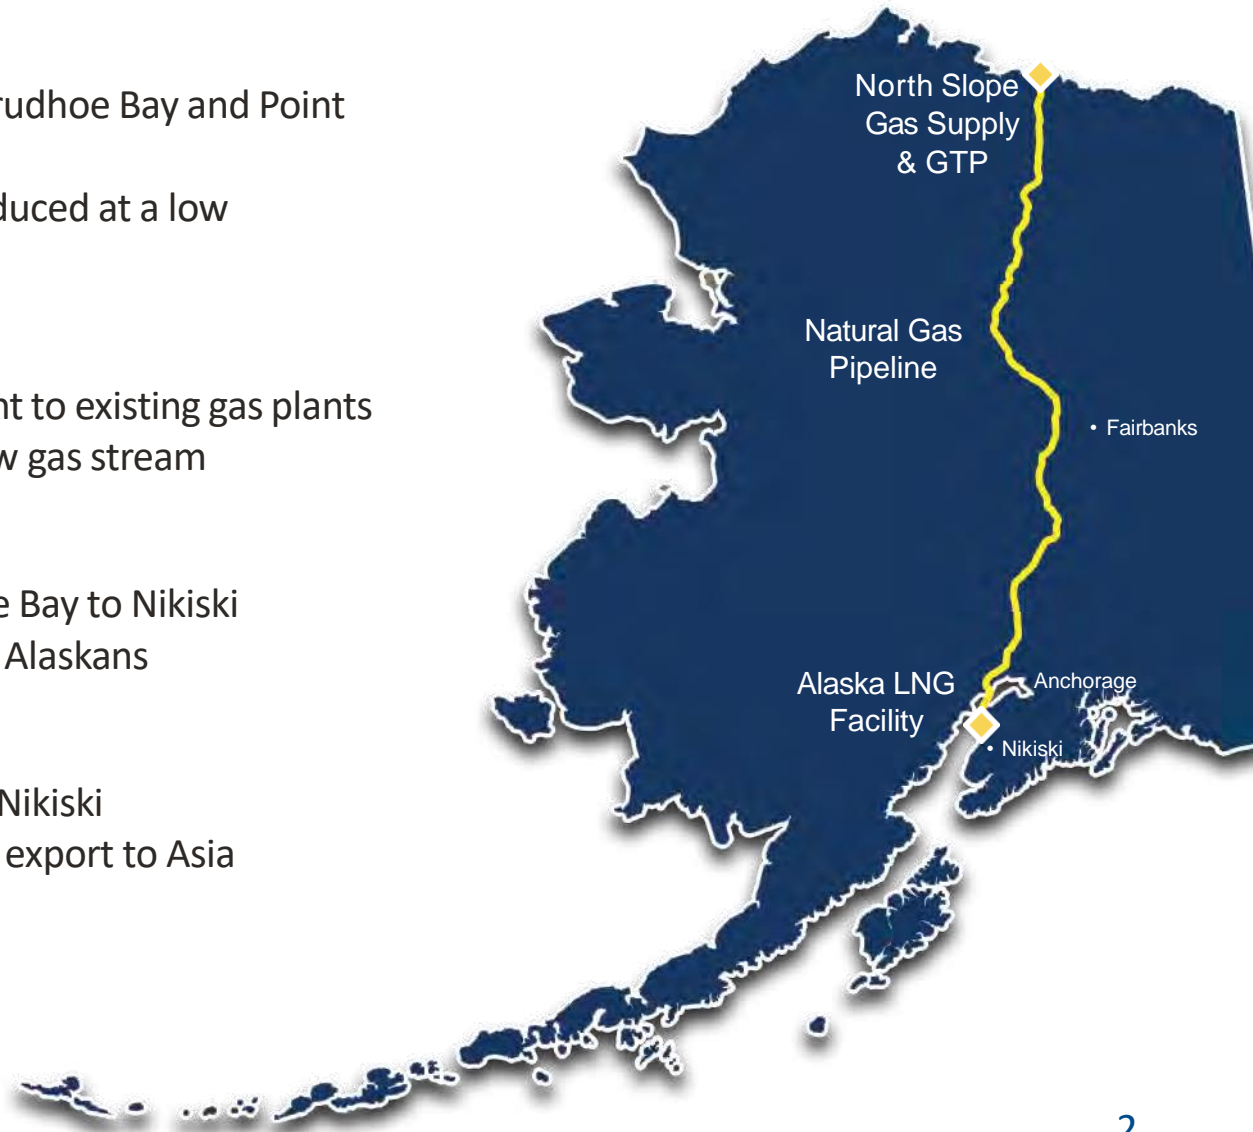 rudhoe Bay and Point
duced at a low
nt to existing gas plants
w gas stream
e Bay to Nikiski
Alaskans
Nikiski
export to Asia
North Slope
Gas Supply
& GTP
Natural Gas
Pipeline
• Fairbanks
Alaska LNG
Facility
Anchorage
• Nikiski
2